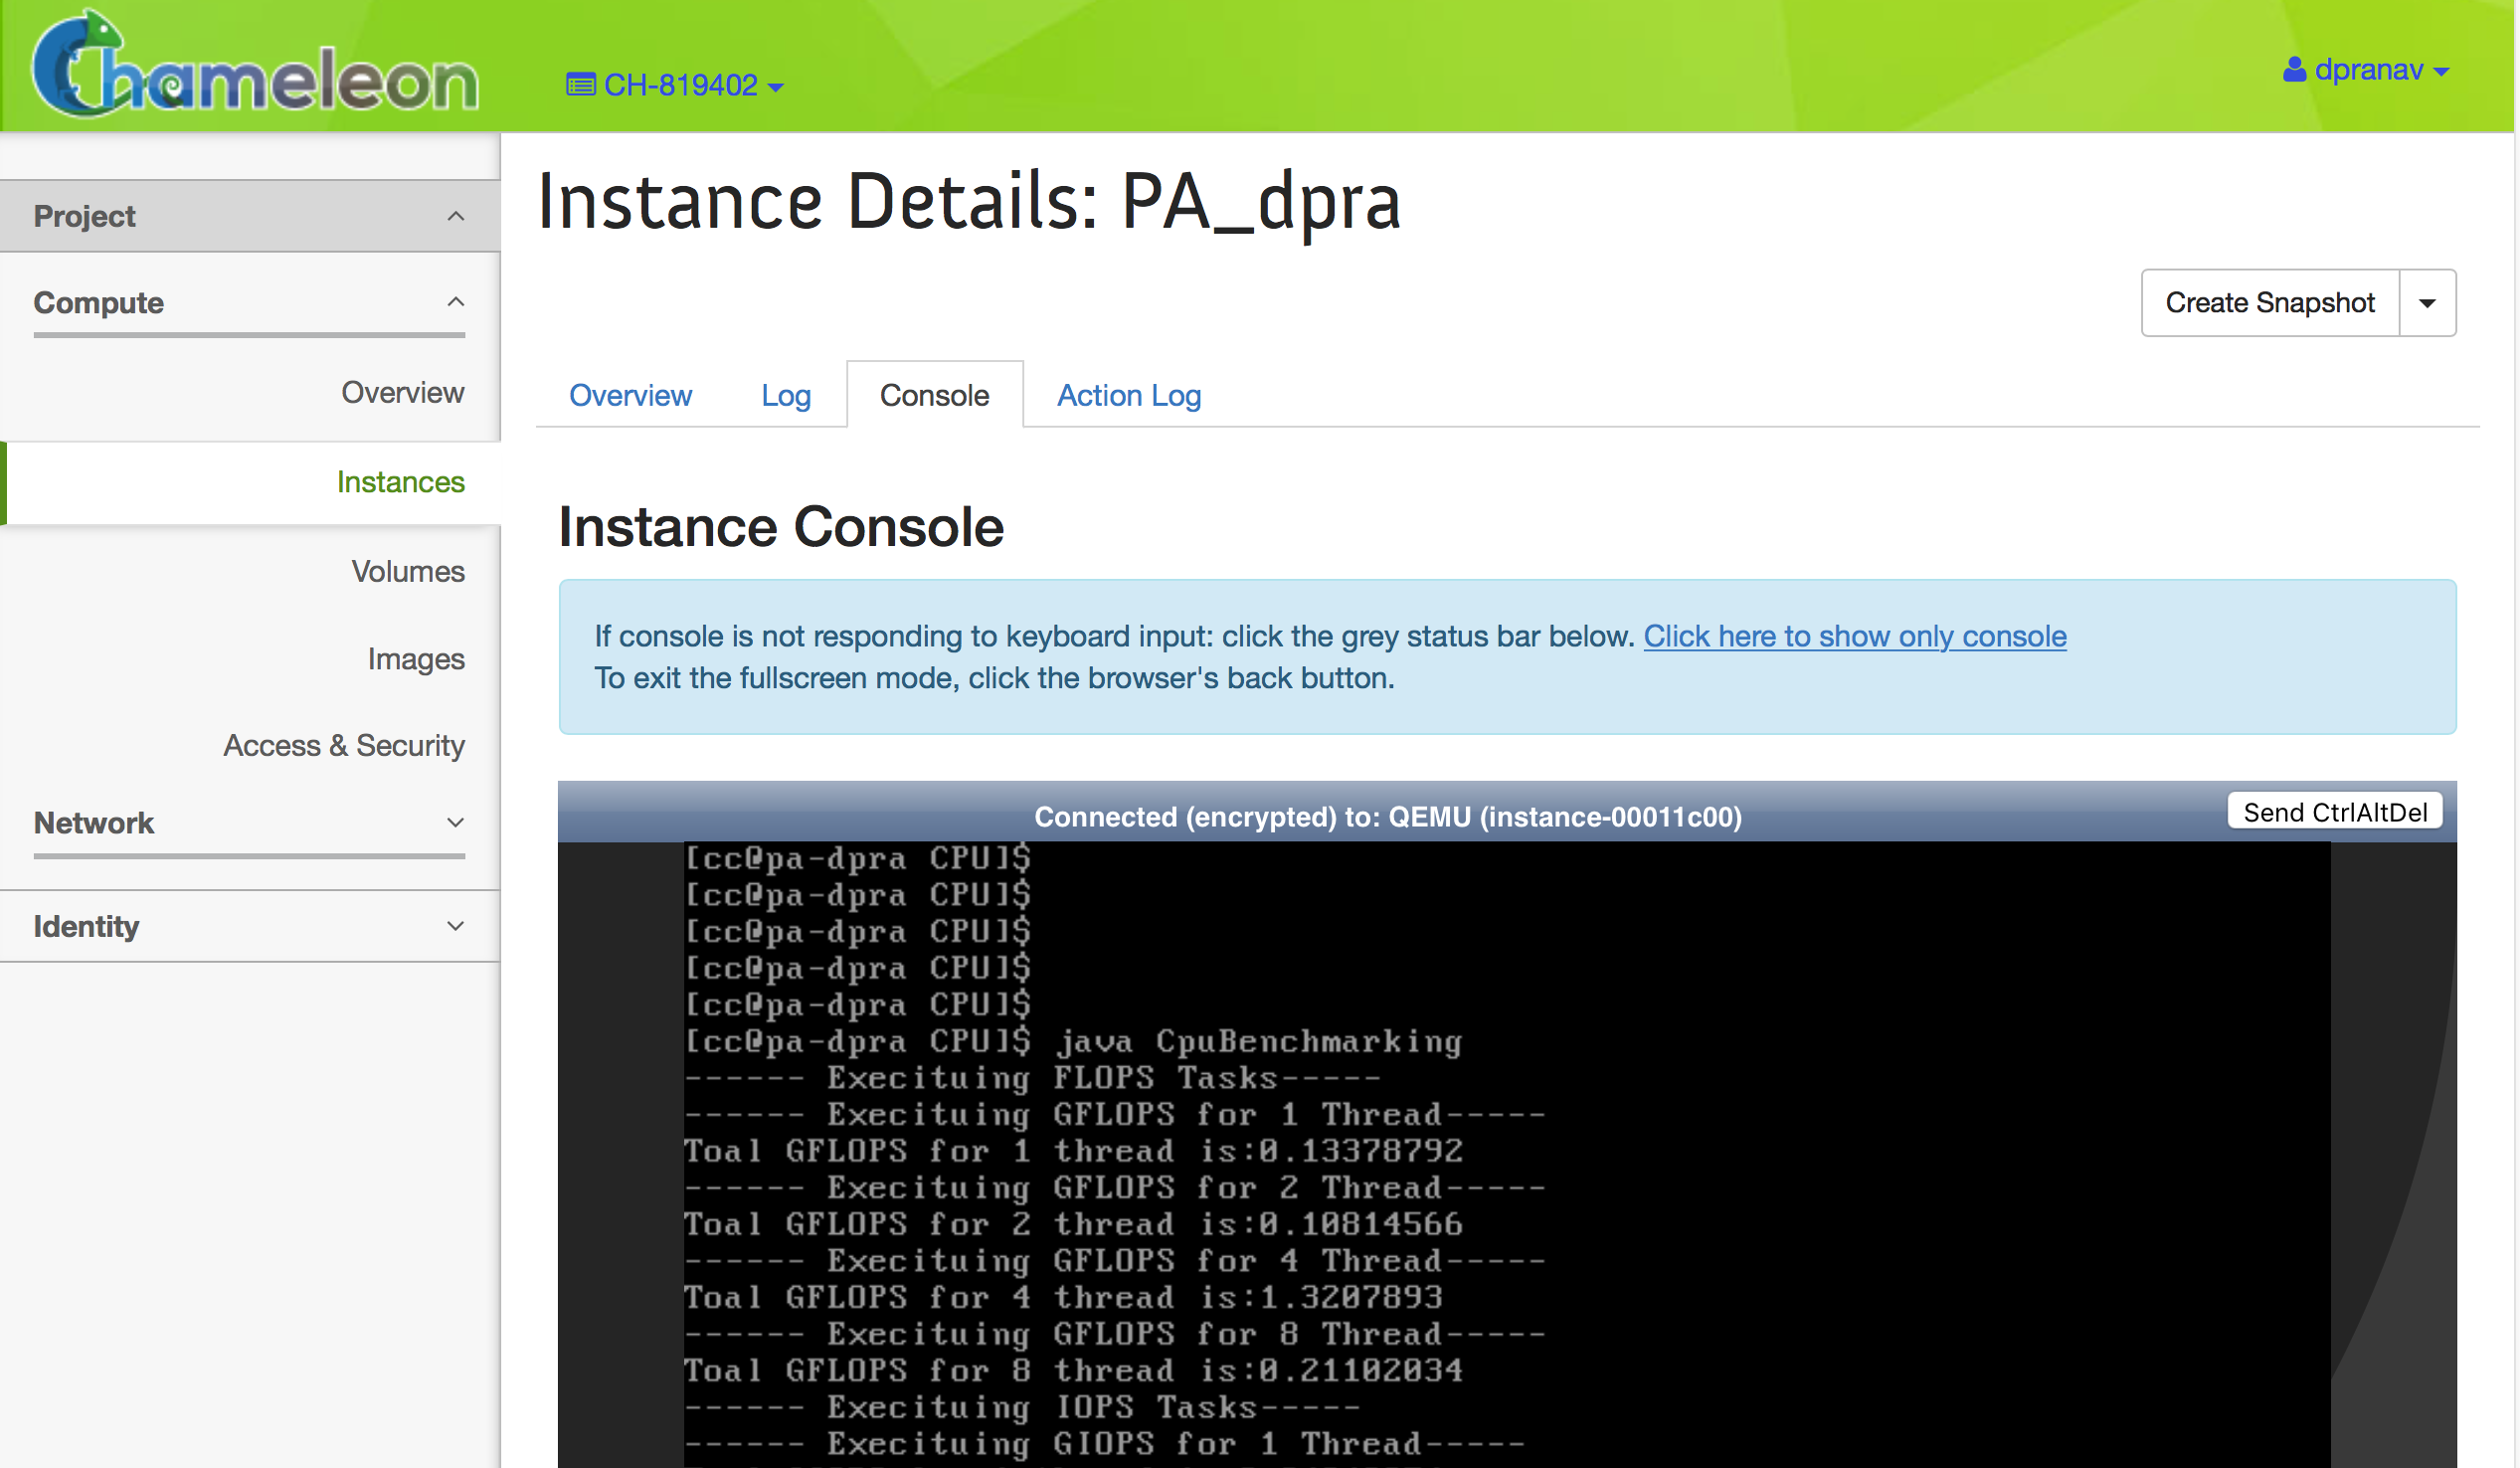 Chameleon
CH-819402
dpranav
Project
Compute
Overview
Instances
Volumes
Images
Access & Security
Network
Identity
Instance Details: PA_dpra
Create Snapshot
Overview
Log
Console
Action Log
Instance Console
If console is not responding to keyboard input: click the grey status bar below. Click here to show only console
To exit the fullscreen mode, click the browser's back button.
Connected (encrypted) to: QEMU (instance-00011c00)
Send CtrlAltDel
[cc@pa-dpra CPU]$
[cc@pa-dpra CPU]$
[cc@pa-dpra CPU]$
[cc@pa-dpra CPU]$
[cc@pa-dpra CPU]$
[cc@pa-dpra CPU]$ java CpuBenchmarking
------ Execituing FLOPS Tasks-----
------ Execituing GFLOPS for 1 Thread-----
Toal GFLOPS for 1 thread is:0.13378792
------ Execituing GFLOPS for 2 Thread-----
Toal GFLOPS for 2 thread is:0.10814566
------ Execituing GFLOPS for 4 Thread-----
Toal GFLOPS for 4 thread is:1.3207893
------ Execituing GFLOPS for 8 Thread-----
Toal GFLOPS for 8 thread is:0.21102034
------ Execituing IOPS Tasks-----
------ Execituing GIOPS for 1 Thread-----